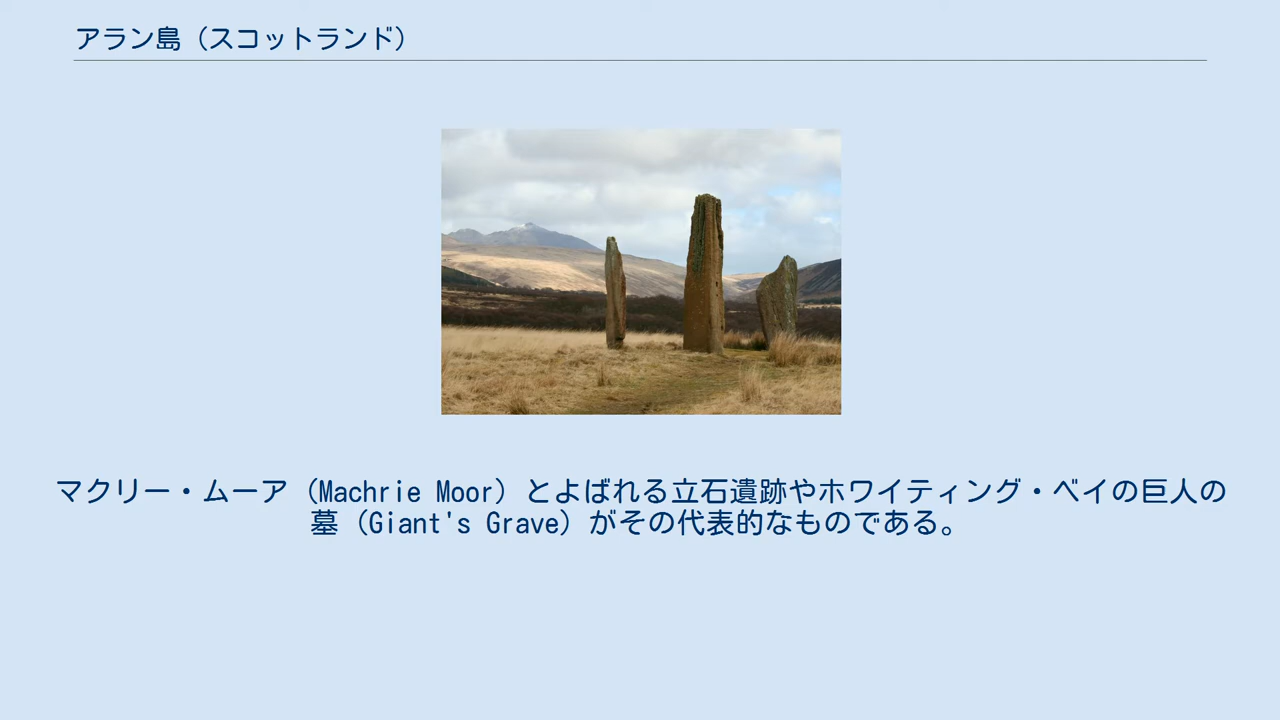 アラン島（スコットランド）
マクリー・ムーア（Machrie Moor）とよばれる立石遺跡やホワイティング・ベイの巨人の
墓（Giant's Grave）がその代表的なものである。